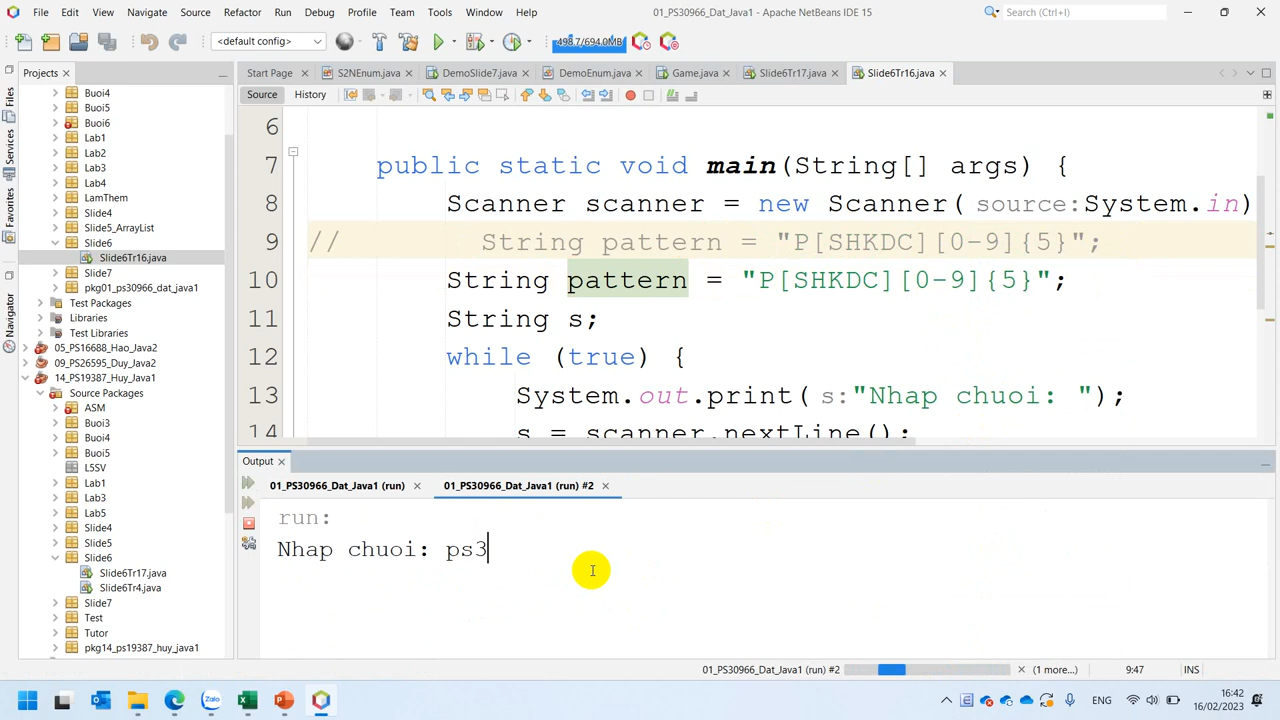 File Edit View Navigate Source Refactor Run Debug Profile Team Tools Window Help
01_PS30966_Dat_Java1 - Apache NetBeans IDE 15
Search (Ctrl+I)
<default config>
498.7/694.0MB
Projects
Start Page
S2NEnum.java
DemoSlide7.java
DemoEnum.java
Game.java
Slide6Tr17.java
Slide6Tr16.java
Source History
Files
Services
Favorites
Navigator
Buoi4
Buoi5
Buoi6
Lab1
Lab2
Lab3
Lab4
LamThem
Slide4
Slide5_ArrayList
Slide6
Slide6Tr16.java
Slide7
pkg01_ps30966_dat_java1
Test Packages
Libraries
Test Libraries
05_PS16688_Hao_Java2
09_PS26595_Duy_Java2
14_PS19387_Huy_Java1
Source Packages
ASM
Buoi3
Buoi4
Buoi5
L5SV
Lab1
Lab3
Lab5
Slide4
Slide5
Slide6
Slide6Tr17.java
Slide6Tr4.java
Slide7
Test
Tutor
pkg14_ps19387_huy_java1
6
7 public static void main(String[] args) {
8 Scanner scanner = new Scanner( source:System.in)
9 // String pattern = "P[SHKDC][0-9]{5}";
10 String pattern = "P[SHKDC][0-9]{5}";
11 String s;
12 while (true) {
13 System.out.print( s:"Nhap chuoi: ");
14 s = scanner.nextLine();
Output
01_PS30966_Dat_Java1 (run)
01_PS30966_Dat_Java1 (run) #2
run:
Nhap chuoi: ps3
01_PS30966_Dat_Java1 (run) #2
(1 more...)
9:47
INS
Zalo
ENG
16:42
16/02/2023